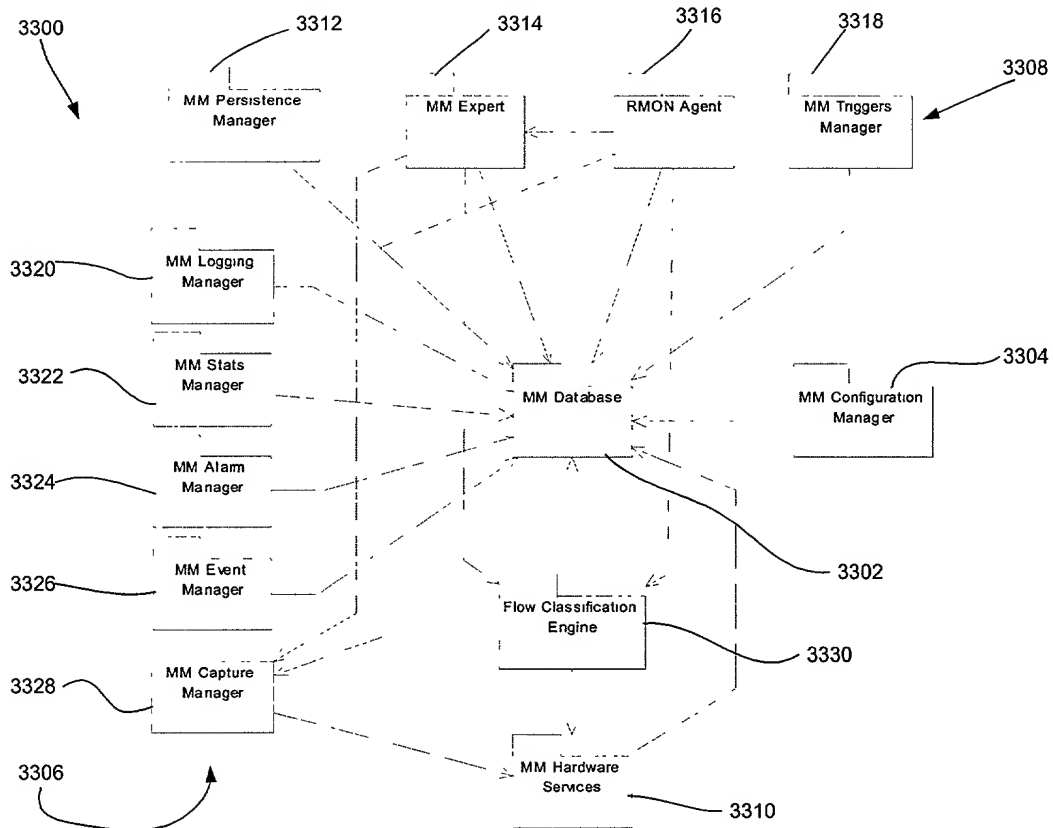 3300
3312
3314
3316
3318
3308
MM Persistence
Manager
MM Expert
RMON Agent
MM Triggers
Manager
3320
MM Logging
Manager
3322
MM Stats
Manager
MM Database
MM Configuration
Manager
3304
3324
MM Alarm
Manager
3326
MM Event
Manager
3302
Flow Classification
Engine
3330
3328
MM Capture
Manager
3306
MM Hardware
Services
3310